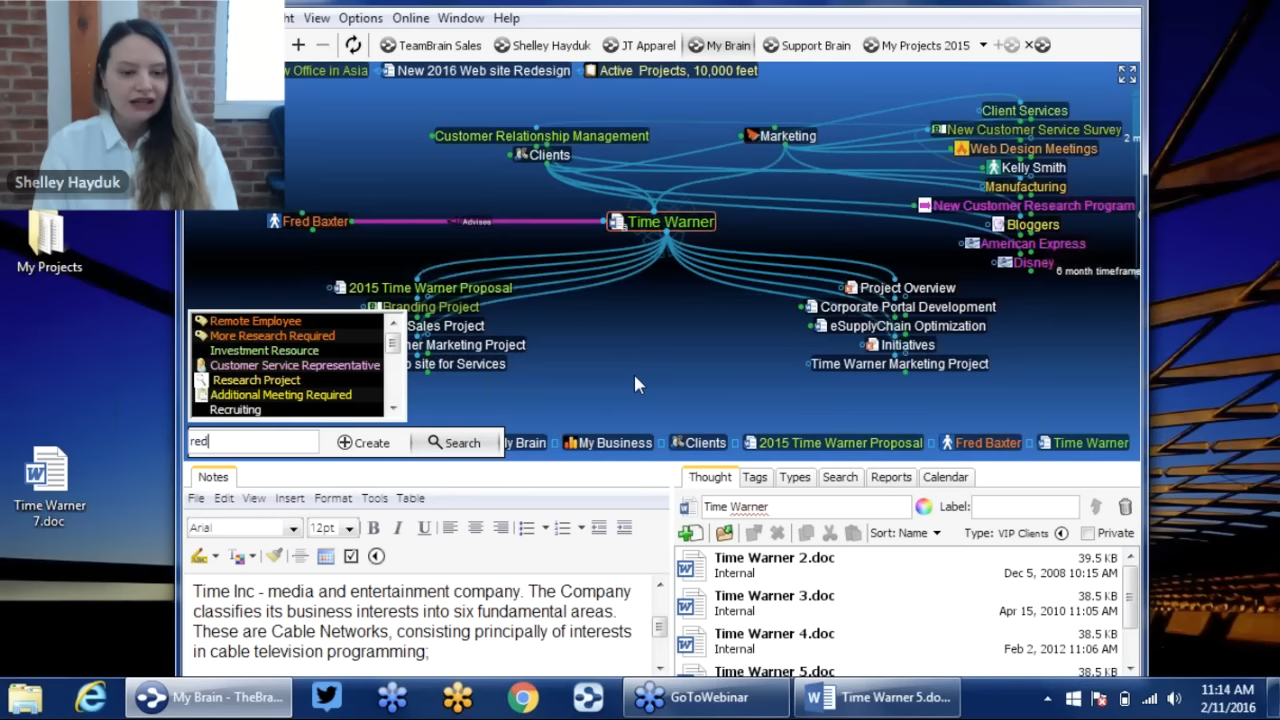 ht View Options Online Window Help
TeamBrain Sales Shelley Hayduk JT Apparel My Brain Support Brain My Projects 2015
w Office in Asia New 2016 Web site Redesign Active Projects, 10,000 feet
Client Services
Customer Relationship Management Marketing New Customer Service Survey
2 m
Clients Web Design Meetings
Kelly Smith
Shelley Hayduk
Manufacturing
New Customer Research Program
Fred Baxter Advises Time Warner Bloggers
American Express
Disney
6 month timeframe
My Projects
2015 Time Warner Proposal Project Overview
Branding Project Corporate Portal Development
Sales Project eSupplyChain Optimization
er Marketing Project Initiatives
site for Services Time Warner Marketing Project
Remote Employee
More Research Required
Investment Resource
Customer Service Representative
Research Project
Additional Meeting Required
Recruiting
red Create Search y Brain My Business Clients 2015 Time Warner Proposal Fred Baxter Time Warner
Time Warner
7.doc
Notes
File Edit View Insert Format Tools Table
Arial 12pt B I U
Time Inc - media and entertainment company. The Company
classifies its business interests into six fundamental areas.
These are Cable Networks, consisting principally of interests
in cable television programming;
Thought Tags Types Search Reports Calendar
Time Warner Label:
Sort: Name Type: VIP Clients Private
Time Warner 2.doc 39.5 KB
Internal Dec 5, 2008 10:15 AM
Time Warner 3.doc 38.5 KB
Internal Apr 15, 2010 11:05 AM
Time Warner 4.doc 38.5 KB
Internal Feb 2, 2012 11:06 AM
Time Warner 5.doc 38.5 KB
My Brain - TheBra... GoToWebinar Time Warner 5.do... 11:14 AM
2/11/2016